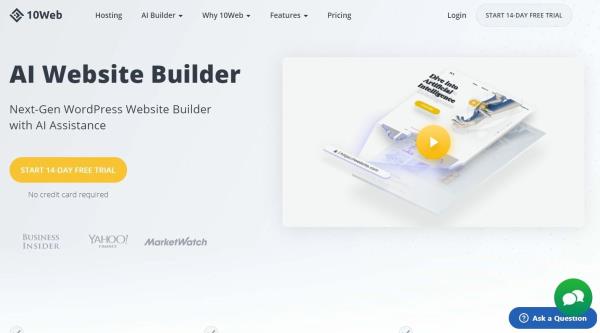 10Web
Hosting
AI Builder
Why 10Web
Features
Pricing
Login
START 14-DAY FREE TRIAL
AI Website Builder
Next-Gen WordPress Website Builder
with AI Assistance
START 14-DAY FREE TRIAL
No credit card required
BUSINESS
INSIDER
YAHOO!
FINANCE
MarketWatch
Dive into
Artificial
Intelligence
Ask a Question